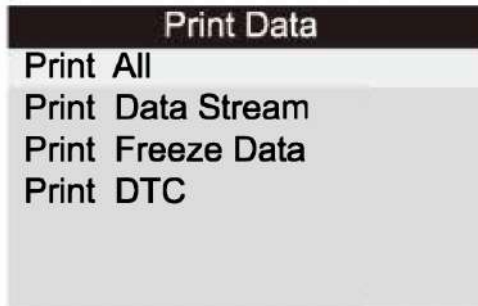 Print Data
Print All
Print Data Stream
Print Freeze Data
Print DTC